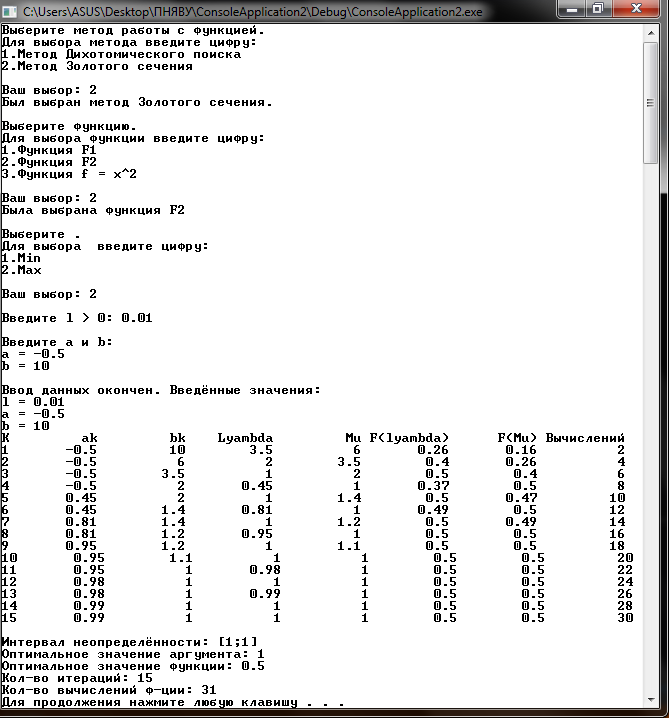 C:\Users\ASUS\Desktop\ПНЯВУ\ConsoleApplication2\Debug\ConsoleApplication2.exe
Выберите метод работы с функцией.
Для выбора метода введите цифру:
1.Метод Дихотомического поиска
2.Метод Золотого сечения
Ваш выбор: 2
Был выбран метод Золотого сечения.
Выберите функцию.
Для выбора функции введите цифру:
1.Функция F1
2.Функция F2
3.Функция f = x^2
Ваш выбор: 2
Была выбрана функция F2
Выберите .
Для выбора  введите цифру:
1.Min
2.Max
Ваш выбор: 2
Введите l > 0: 0.01
Введите a и b:
a = -0.5
b = 10
Ввод данных окончен. Введённые значения:
l = 0.01
a = -0.5
b = 10
K ak bk Lyambda Mu F(lyambda) F(Mu) Вычислений
1 -0.5 10 3.5 6 0.26 0.16 2
2 -0.5 6 2 3.5 0.4 0.26 4
3 -0.5 3.5 1 2 0.5 0.4 6
4 -0.5 2 0.45 1 0.37 0.5 8
5 0.45 2 1 1.4 0.5 0.47 10
6 0.45 1.4 0.81 1 0.49 0.5 12
7 0.81 1.4 1 1.2 0.5 0.49 14
8 0.81 1.2 0.95 1 0.5 0.5 16
9 0.95 1.2 1 1.1 0.5 0.5 18
10 0.95 1.1 1 1 0.5 0.5 20
11 0.95 1 0.98 1 0.5 0.5 22
12 0.98 1 1 1 0.5 0.5 24
13 0.98 1 0.99 1 0.5 0.5 26
14 0.99 1 1 1 0.5 0.5 28
15 0.99 1 1 1 0.5 0.5 30
Интервал неопределённости: [1;1]
Оптимальное значение аргумента: 1
Оптимальное значение функции: 0.5
Кол-во итераций: 15
Кол-во вычислений ф-ции: 31
Для продолжения нажмите любую клавишу . . .